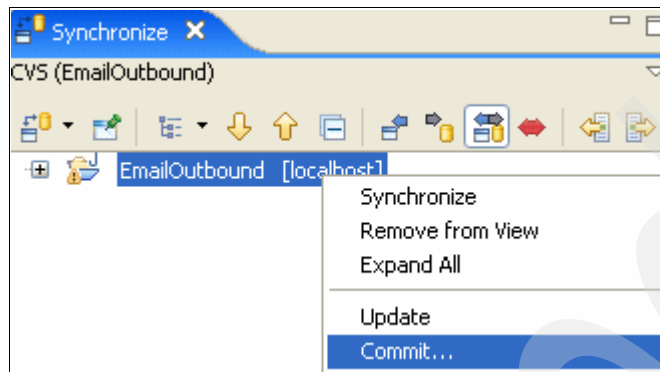 Synchronize
CVS (EmailOutbound)
EmailOutbound [localhost]
Synchronize
Remove from View
Expand All
Update
Commit...